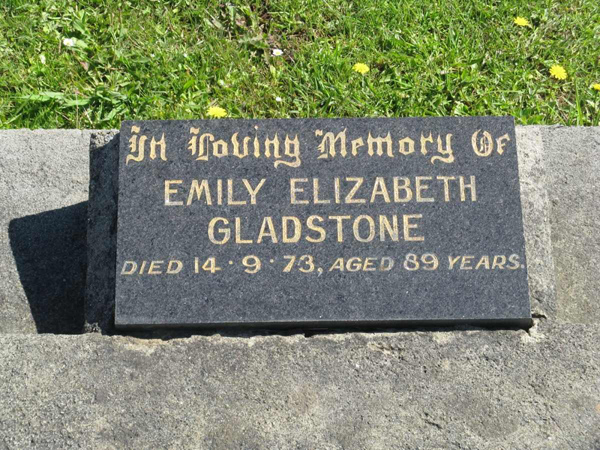 In Loving Memory Of
EMILY ELIZABETH
GLADSTONE
DIED 14·9·73, AGED 89 YEARS.